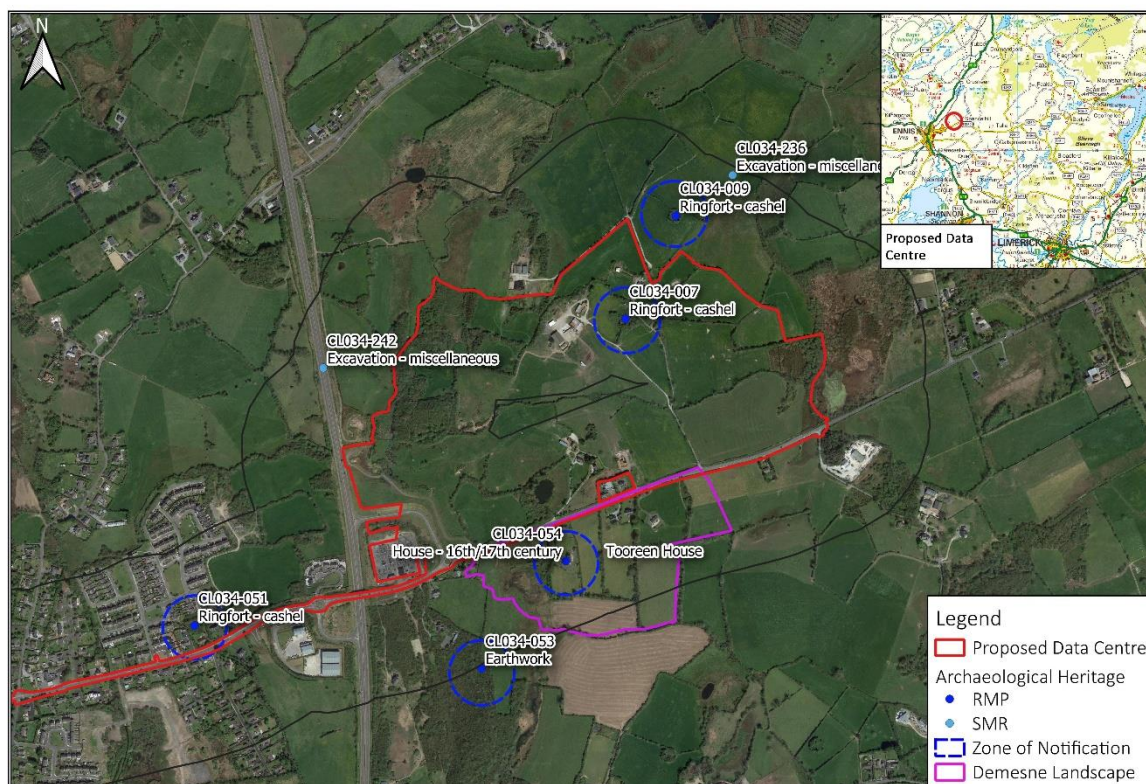 N
CL034-236
Excavation - miscellan
CL034-009
Ringfort - cashel
CL034-007
Ringfort - cashel
CL034-242
Excavation - miscellaneous
CL034-054
House - 16th/17th century
Tooreen House
CL034-051
Ringfort - cashel
CL034-053
Earthwork
ENNIS
SHANNON
LIMERICK
Proposed Data
Centre
Legend
Proposed Data Centre
Archaeological Heritage
RMP
SMR
Zone of Notification
Demesne Landscape